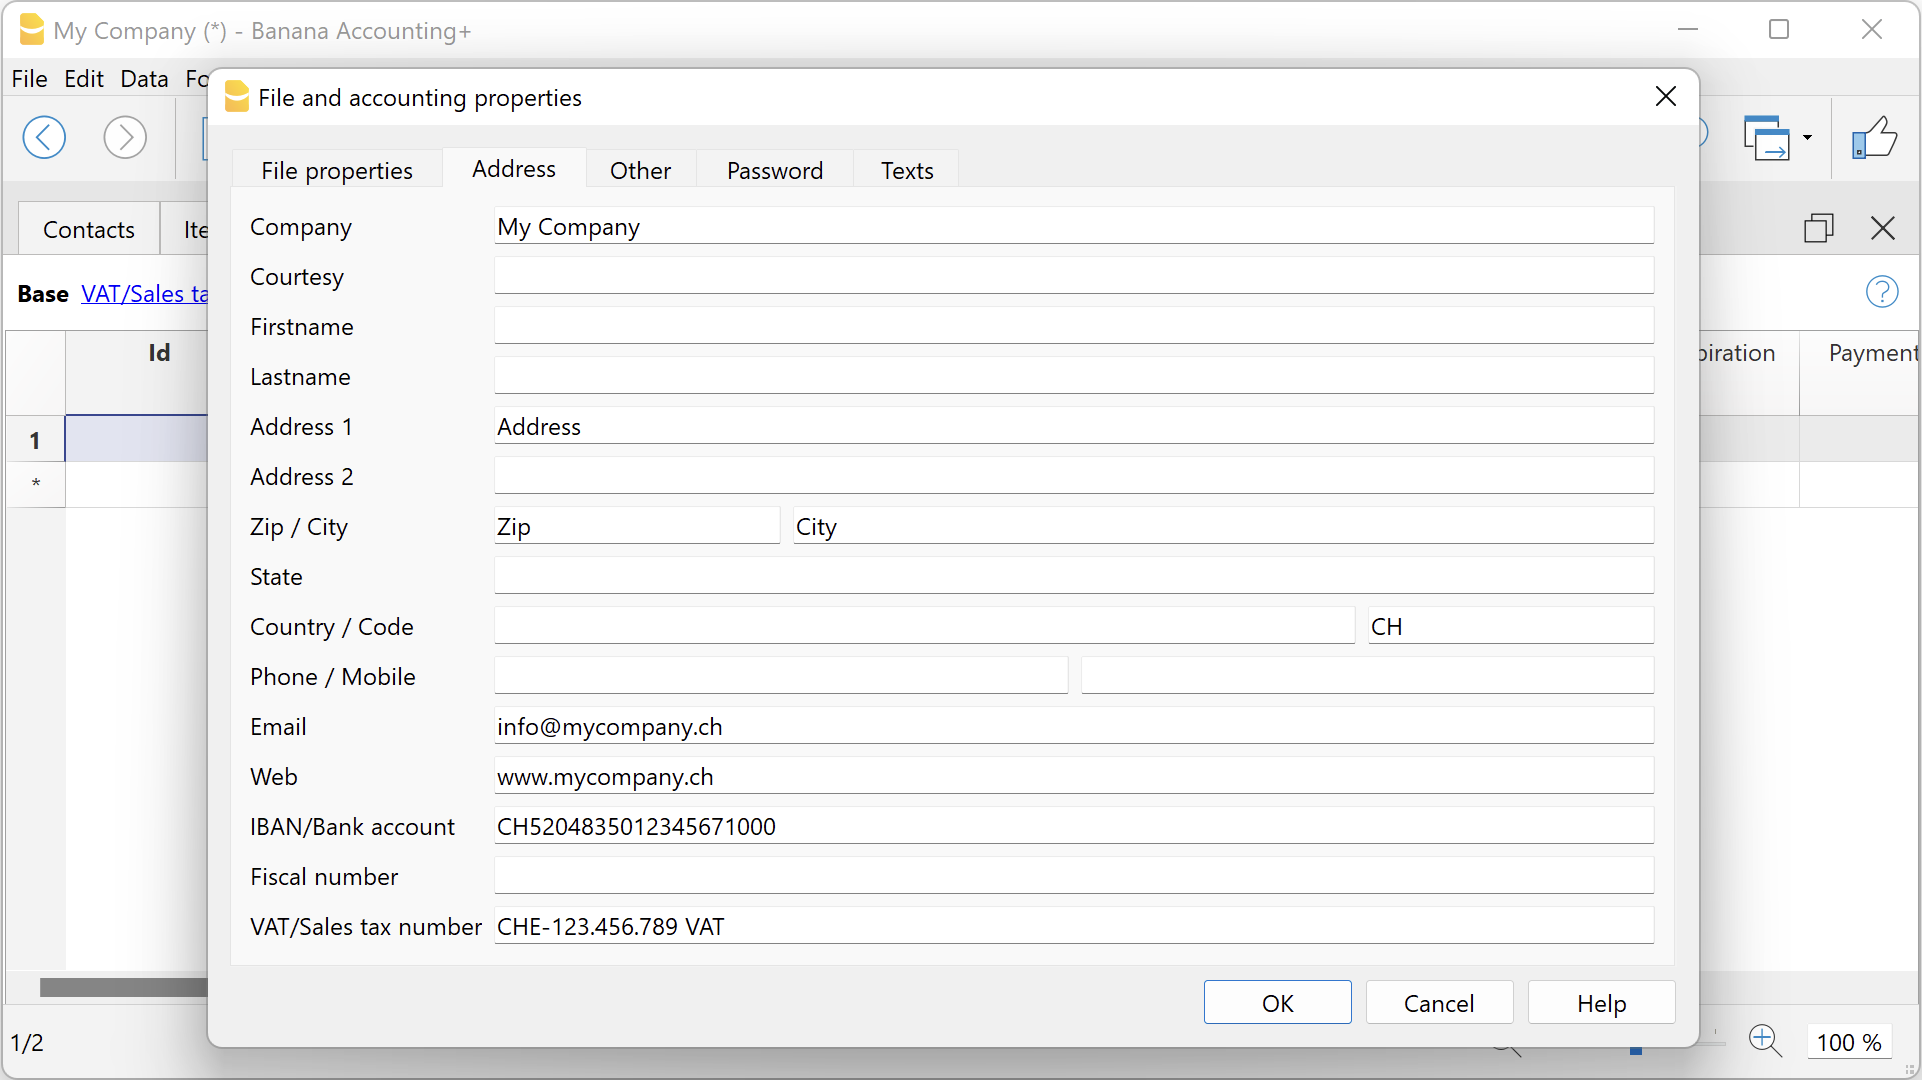 My Company (*) - Banana Accounting+
File Edit Data Fo
File and accounting properties
File properties Address Other Password Texts
Contacts Ite
Company My Company
Courtesy
Base VAT/Sales ta
Firstname
Id
piration Payment
Lastname
Address 1 Address
1
Address 2
*
Zip / City Zip City
State
Country / Code CH
Phone / Mobile
Email info@mycompany.ch
Web www.mycompany.ch
IBAN/Bank account CH5204835012345671000
Fiscal number
VAT/Sales tax number CHE-123.456.789 VAT
OK Cancel Help
1/2
100 %